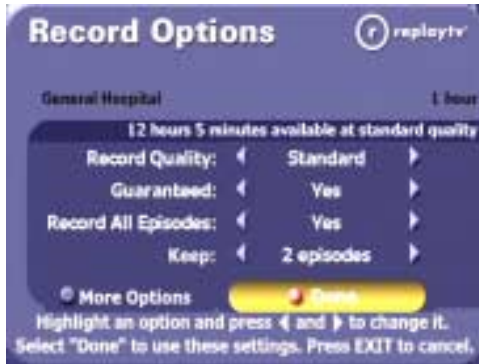 Record Options
r replaytv
General Hospital 1 hour
12 hours 5 minutes available at standard quality
Record Quality: Standard
Guaranteed: Yes
Record All Episodes: Yes
Keep: 2 episodes
More Options Done
Highlight an option and press and to change it.
Select "Done" to use these settings. Press EXIT to cancel.